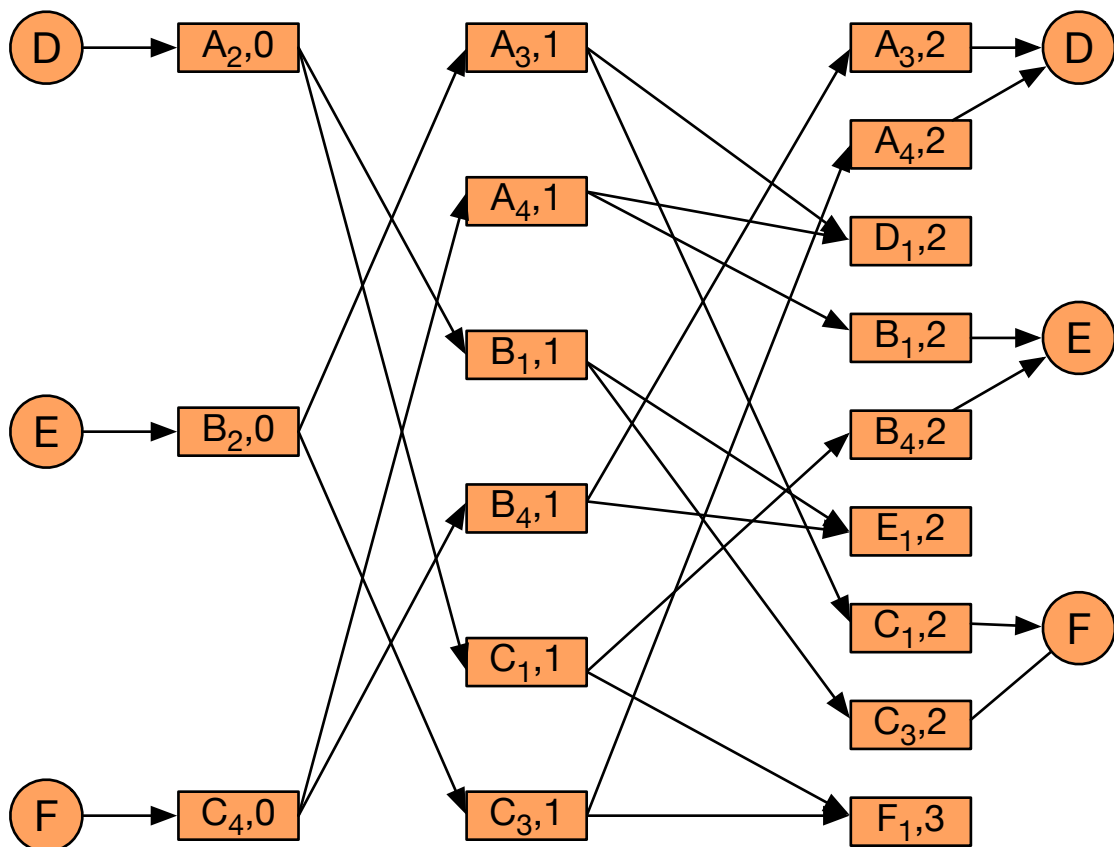 D
A₂,0
A₃,1
A₃,2
D
A₄,2
A₄,1
D₁,2
B₁,1
B₁,2
E
E
B₂,0
B₄,2
B₄,1
E₁,2
C₁,2
F
C₁,1
C₃,2
F
C₄,0
C₃,1
F₁,3